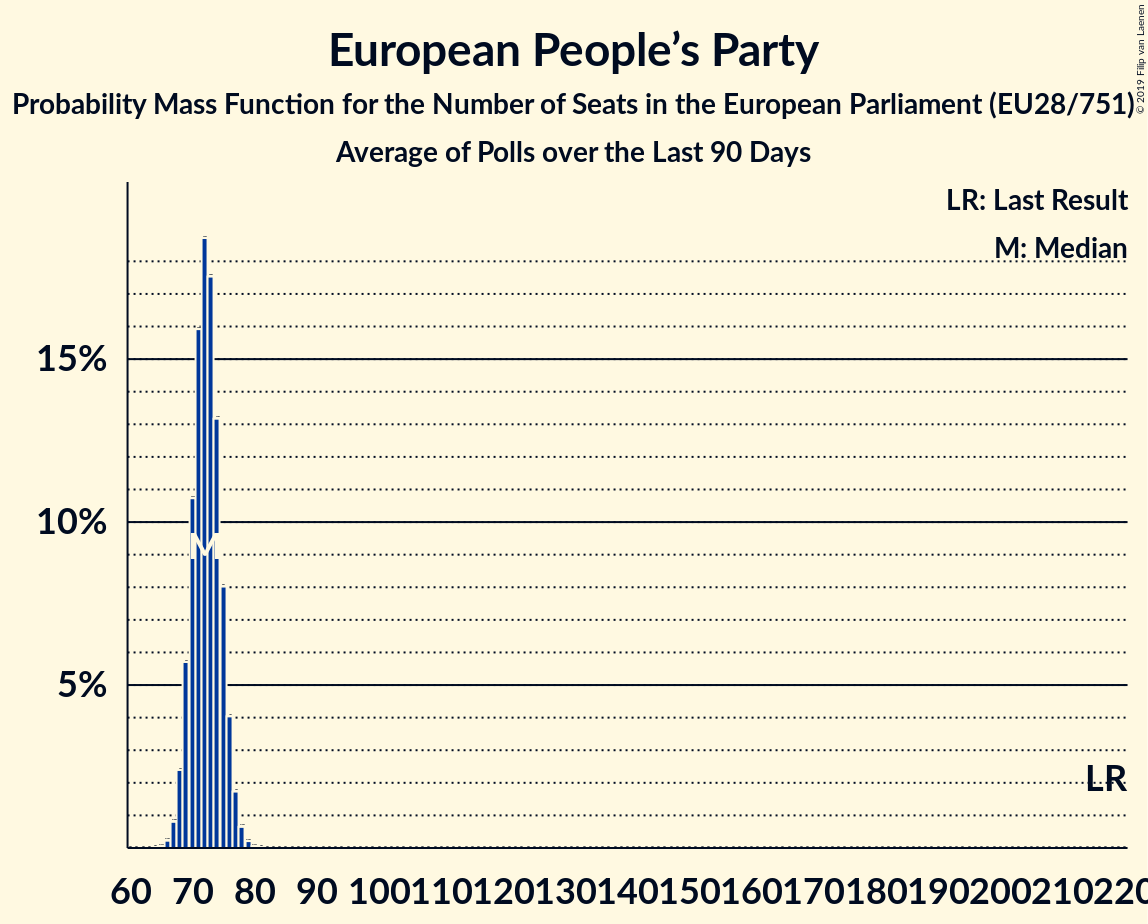 European People’s Party
Probability Mass Function for the Number of Seats in the European Parliament (EU28/751)
Average of Polls over the Last 90 Days
© 2019 Filip van Laenen
LR: Last Result
M: Median
15%
10%
M
5%
LR
60 70 80 90 100 110 120 130 140 150 160 170 180 190 200 210 220